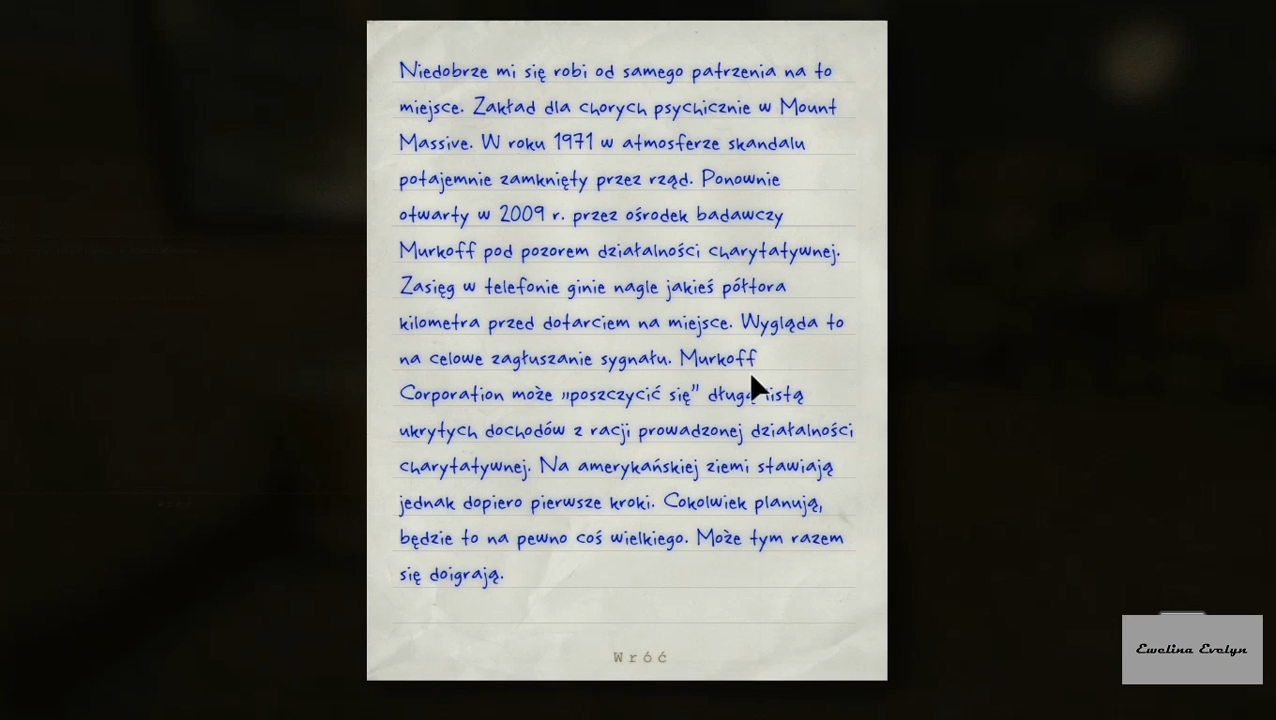 Niedobrze mi się robi od samego patrzenia na to
miejsce. Zakład dla chorych psychicznie w Mount
Massive. W roku 1971 w atmosferze skandalu
potajemnie zamknięty przez rząd. Ponownie
otwarty w 2009 r. przez ośrodek badawczy
Murkoff pod pozorem działalności charytatywnej.
Zasięg w telefonie ginie nagle jakieś półtora
kilometra przed dotarciem na miejsce. Wygląda to
na celowe zagłuszanie sygnału. Murkoff
Corporation może „poszczycić się” długą listą
ukrytych dochodów z racji prowadzonej działalności
charytatywnej. Na amerykańskiej ziemi stawiają
jednak dopiero pierwsze kroki. Cokolwiek planują,
będzie to na pewno coś wielkiego. Może tym razem
się doigrają.
Wróć
Ewelina Evelyn